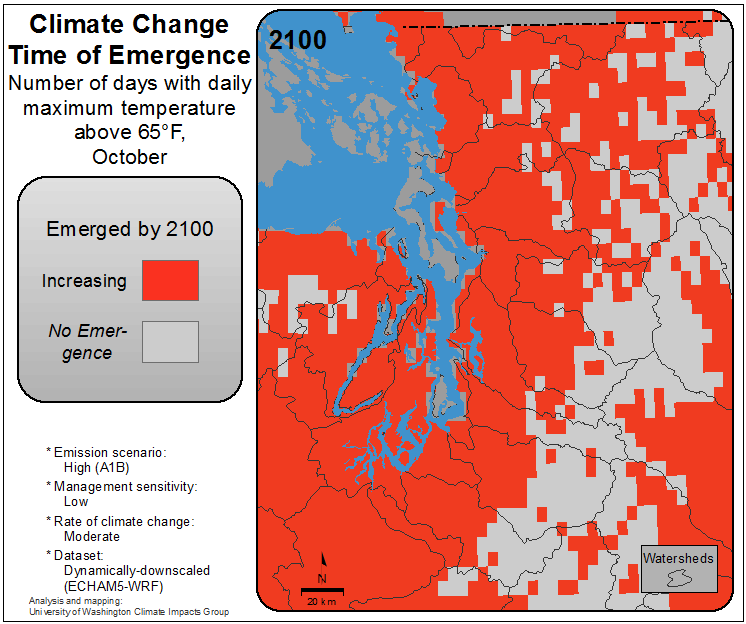 Climate Change
Time of Emergence
Number of days with daily
maximum temperature
above 65°F,
October
2100
Emerged by 2100
Increasing
No Emer-
gence
* Emission scenario:
High (A1B)
* Management sensitivity:
Low
* Rate of climate change:
Moderate
* Dataset:
Dynamically-downscaled
(ECHAM5-WRF)
Analysis and mapping:
University of Washington Climate Impacts Group
N
20 km
Watersheds